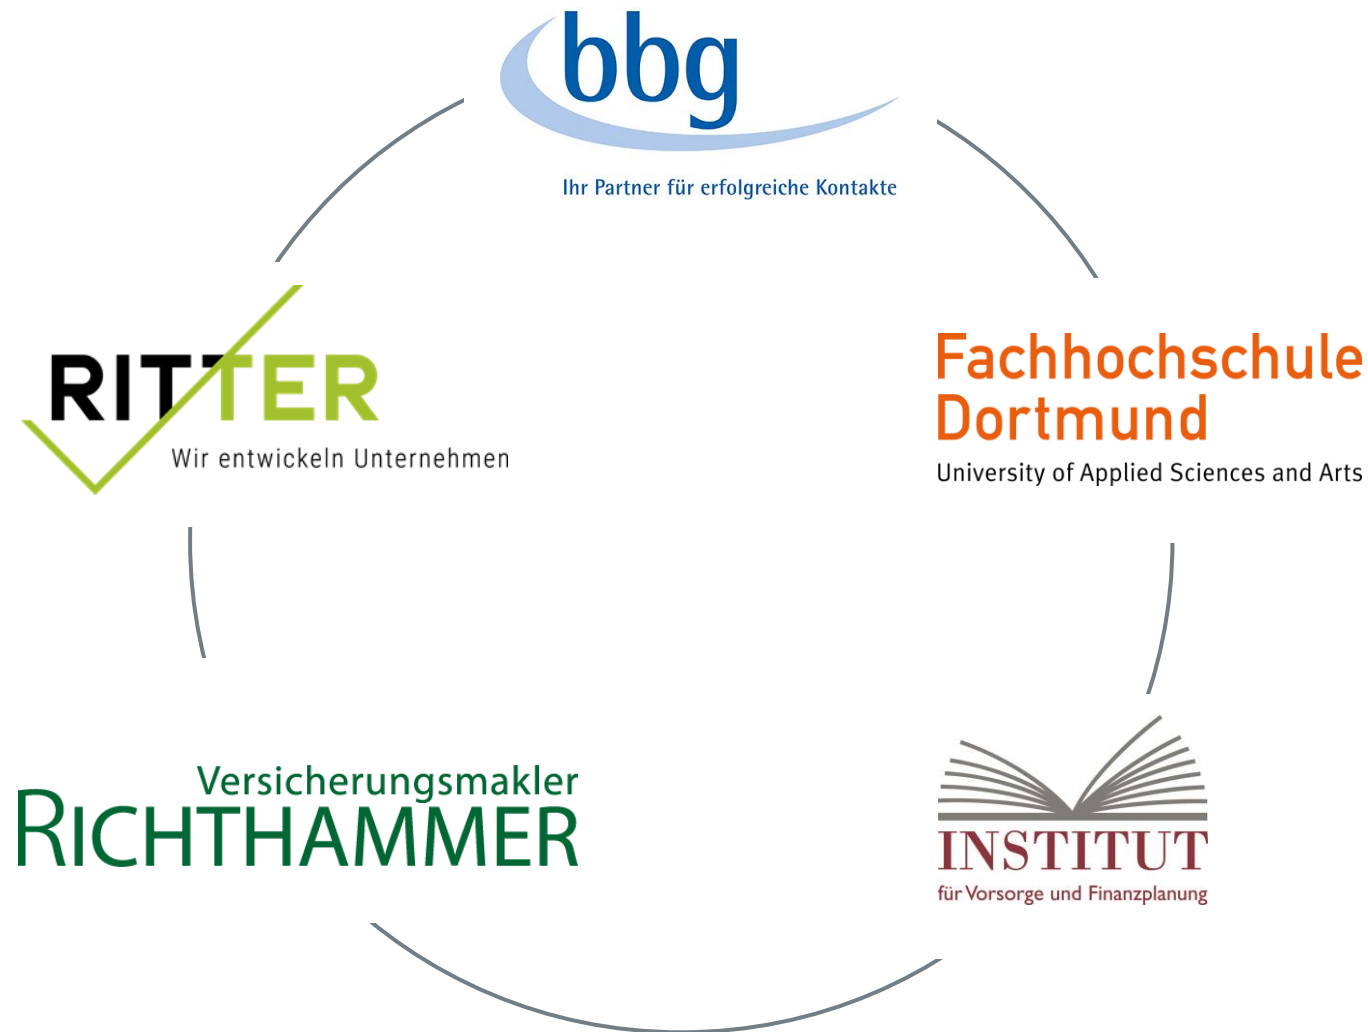 bbg
Ihr Partner für erfolgreiche Kontakte
RITTER
Wir entwickeln Unternehmen
Fachhochschule
Dortmund
University of Applied Sciences and Arts
Versicherungsmakler
RICHTHAMMER
INSTITUT
für Vorsorge und Finanzplanung